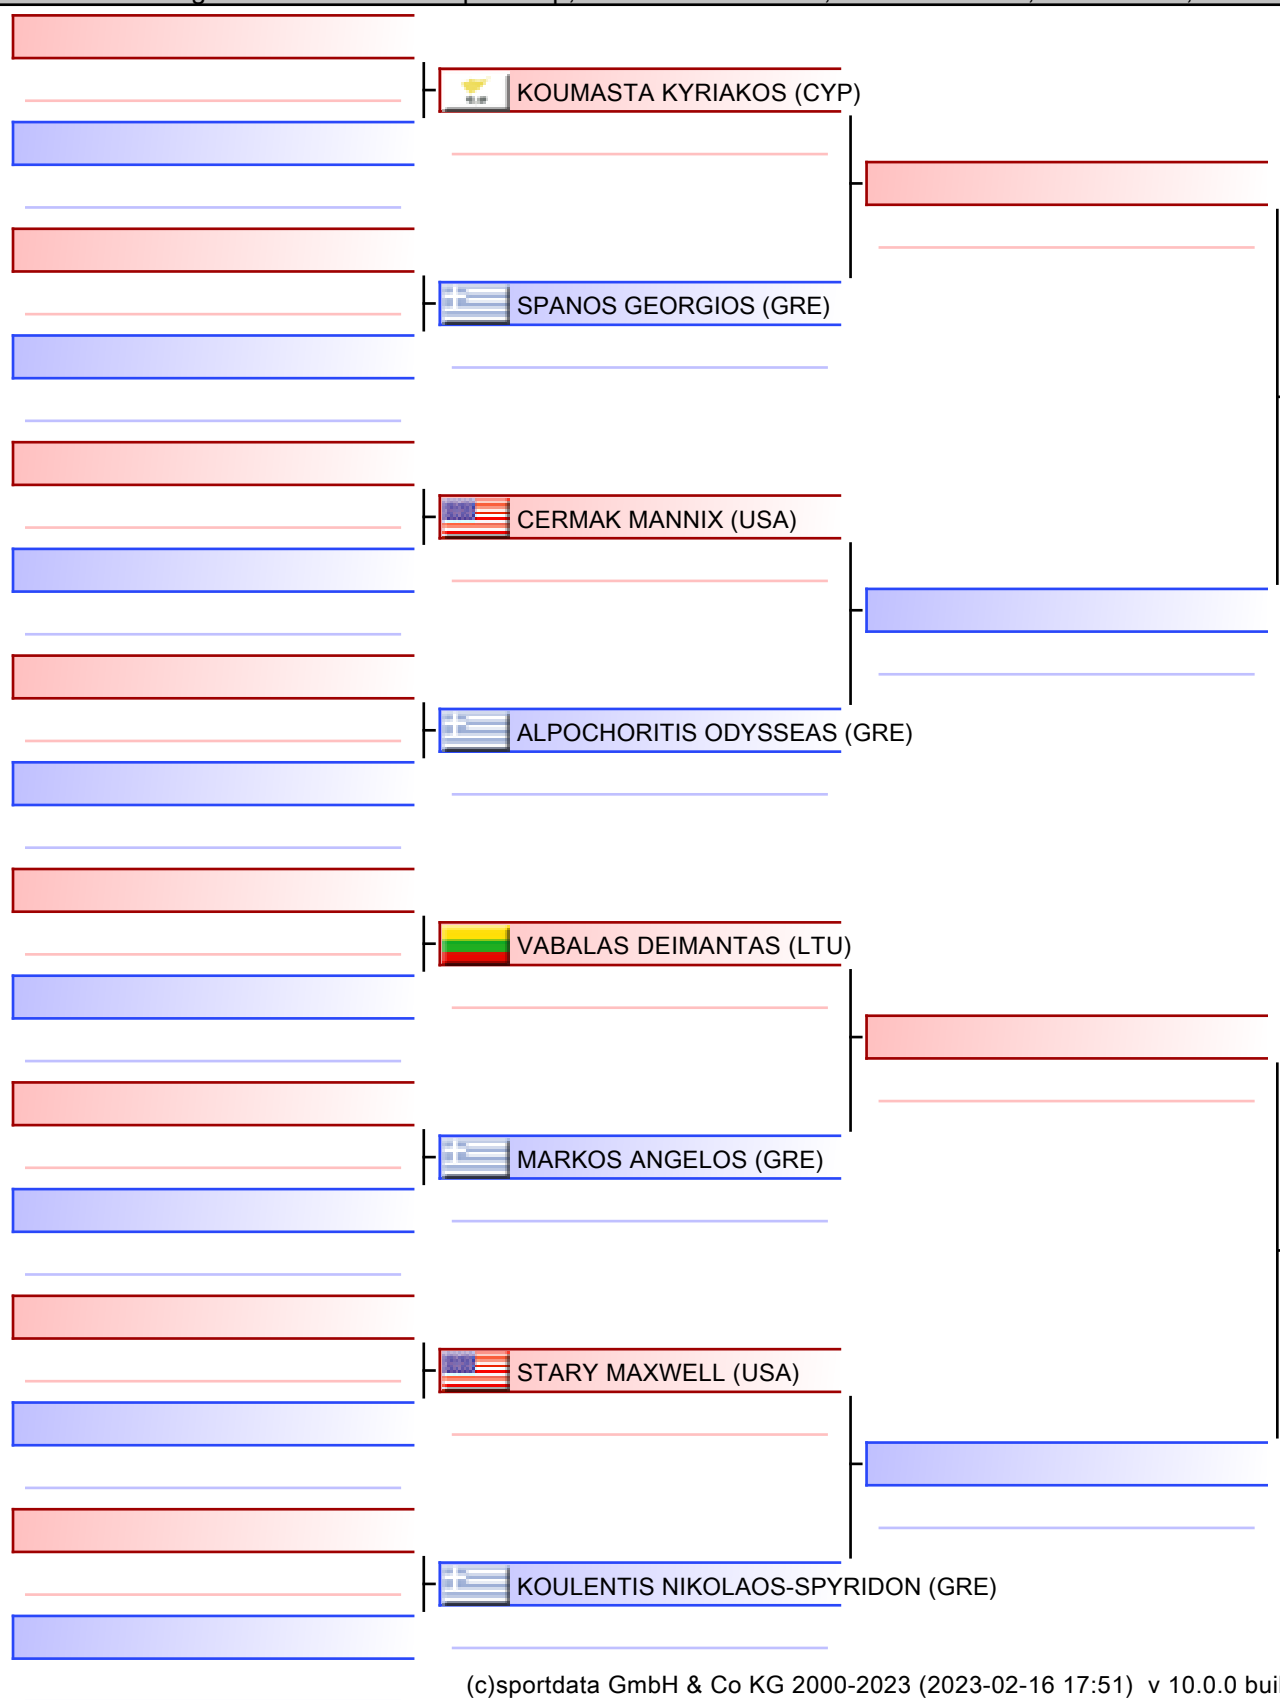 KOUMASTA KYRIAKOS (CYP)
SPANOS GEORGIOS (GRE)
CERMAK MANNIX (USA)
ALPOCHORITIS ODYSSEAS (GRE)
VABALAS DEIMANTAS (LTU)
MARKOS ANGELOS (GRE)
STARY MAXWELL (USA)
KOULENTIS NIKOLAOS-SPYRIDON (GRE)
(c)sportdata GmbH & Co KG 2000-2023 (2023-02-16 17:51) v 10.0.0 buil